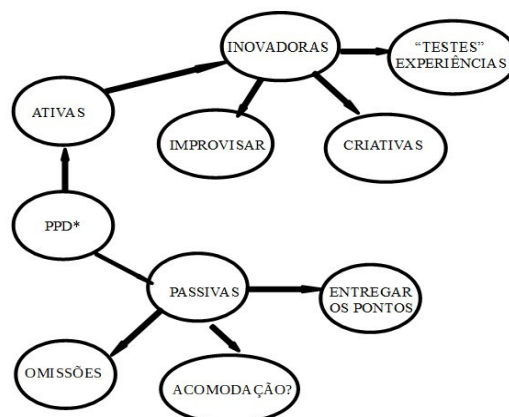 INOVADORAS
“TESTES”
EXPERIÊNCIAS
ATIVAS
IMPROVISAR
CRIATIVAS
PPD*
PASSIVAS
ENTREGAR
OS PONTOS
OMISSÕES
ACOMODAÇÃO?